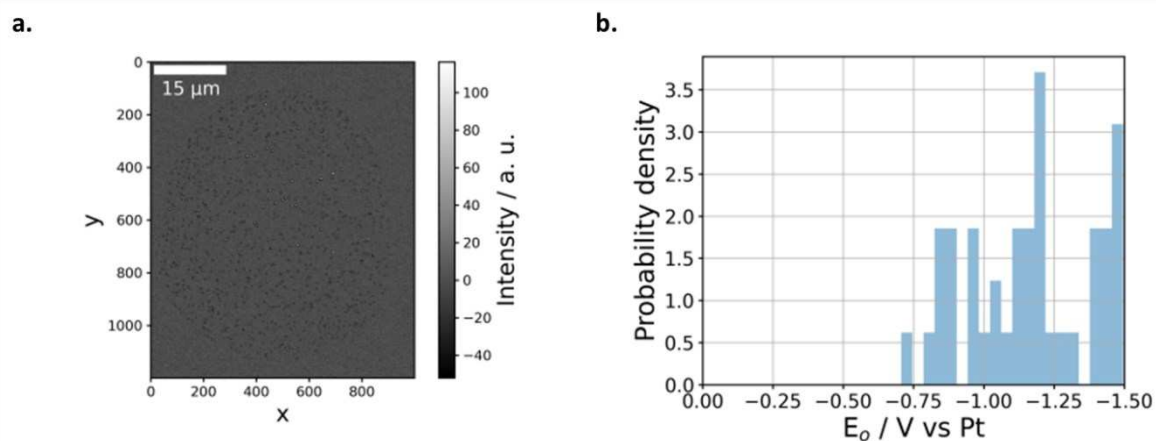 a.
0
200
400
600
800
1000
y
15 μm
0 200 400 600 800
x
100
80
60
40
20
0
−20
−40
Intensity / a. u.
b.
Probability density
3.5
3.0
2.5
2.0
1.5
1.0
0.5
0.0
0.00 −0.25 −0.50 −0.75 −1.00 −1.25 −1.50
Eₒ / V vs Pt